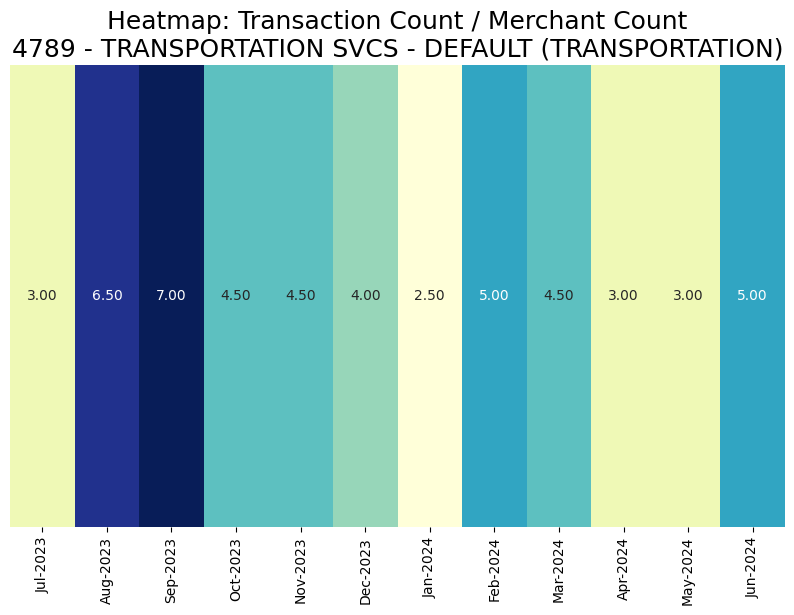 Heatmap: Transaction Count / Merchant Count
4789 - TRANSPORTATION SVCS - DEFAULT (TRANSPORTATION)
3.00 6.50 7.00 4.50 4.50 4.00 2.50 5.00 4.50 3.00 3.00 5.00
Jul-2023 Aug-2023 Sep-2023 Oct-2023 Nov-2023 Dec-2023 Jan-2024 Feb-2024 Mar-2024 Apr-2024 May-2024 Jun-2024